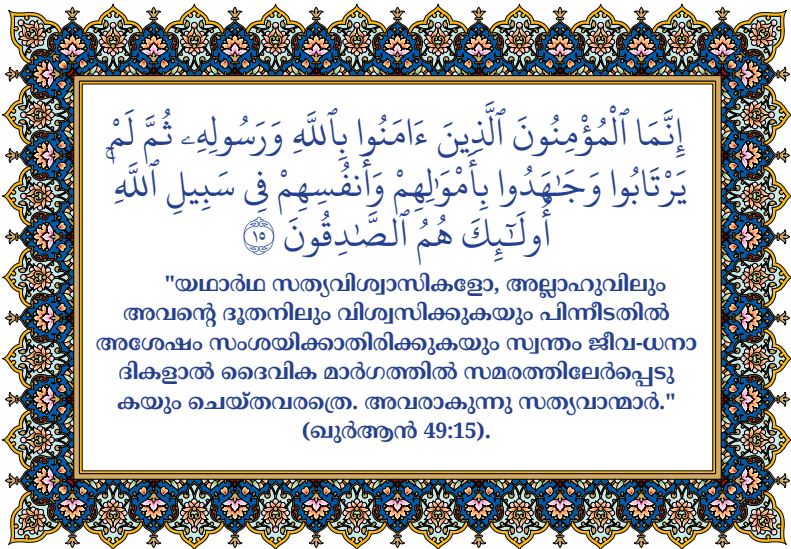 إِنَّمَا ٱلْمُؤْمِنُونَ ٱلَّذِينَ ءَامَنُوا بِٱللَّهِ وَرَسُولِهِۦ ثُمَّ لَمْ
يَرْتَابُوا وَجَـٰهَدُوا بِأَمْوَٰلِهِمْ وَأَنفُسِهِمْ فِى سَبِيلِ ٱللَّهِ ۚ
أُولَـٰٓئِكَ هُمُ ٱلصَّـٰدِقُونَ ١٥
"യഥാർഥ സത്യവിശ്വാസികളോ, അല്ലാഹുവിലും
അവന്റെ ദൂതനിലും വിശ്വസിക്കുകയും പിന്നീടതിൽ
അശേഷം സംശയിക്കാതിരിക്കുകയും സ്വന്തം ജീവ-ധനാ
ദികളാൽ ദൈവിക മാർഗത്തിൽ സമരത്തിലേർപ്പെടു
കയും ചെയ്തവരത്രെ. അവരാകുന്നു സത്യവാന്മാർ."
(ഖുർആൻ 49:15).